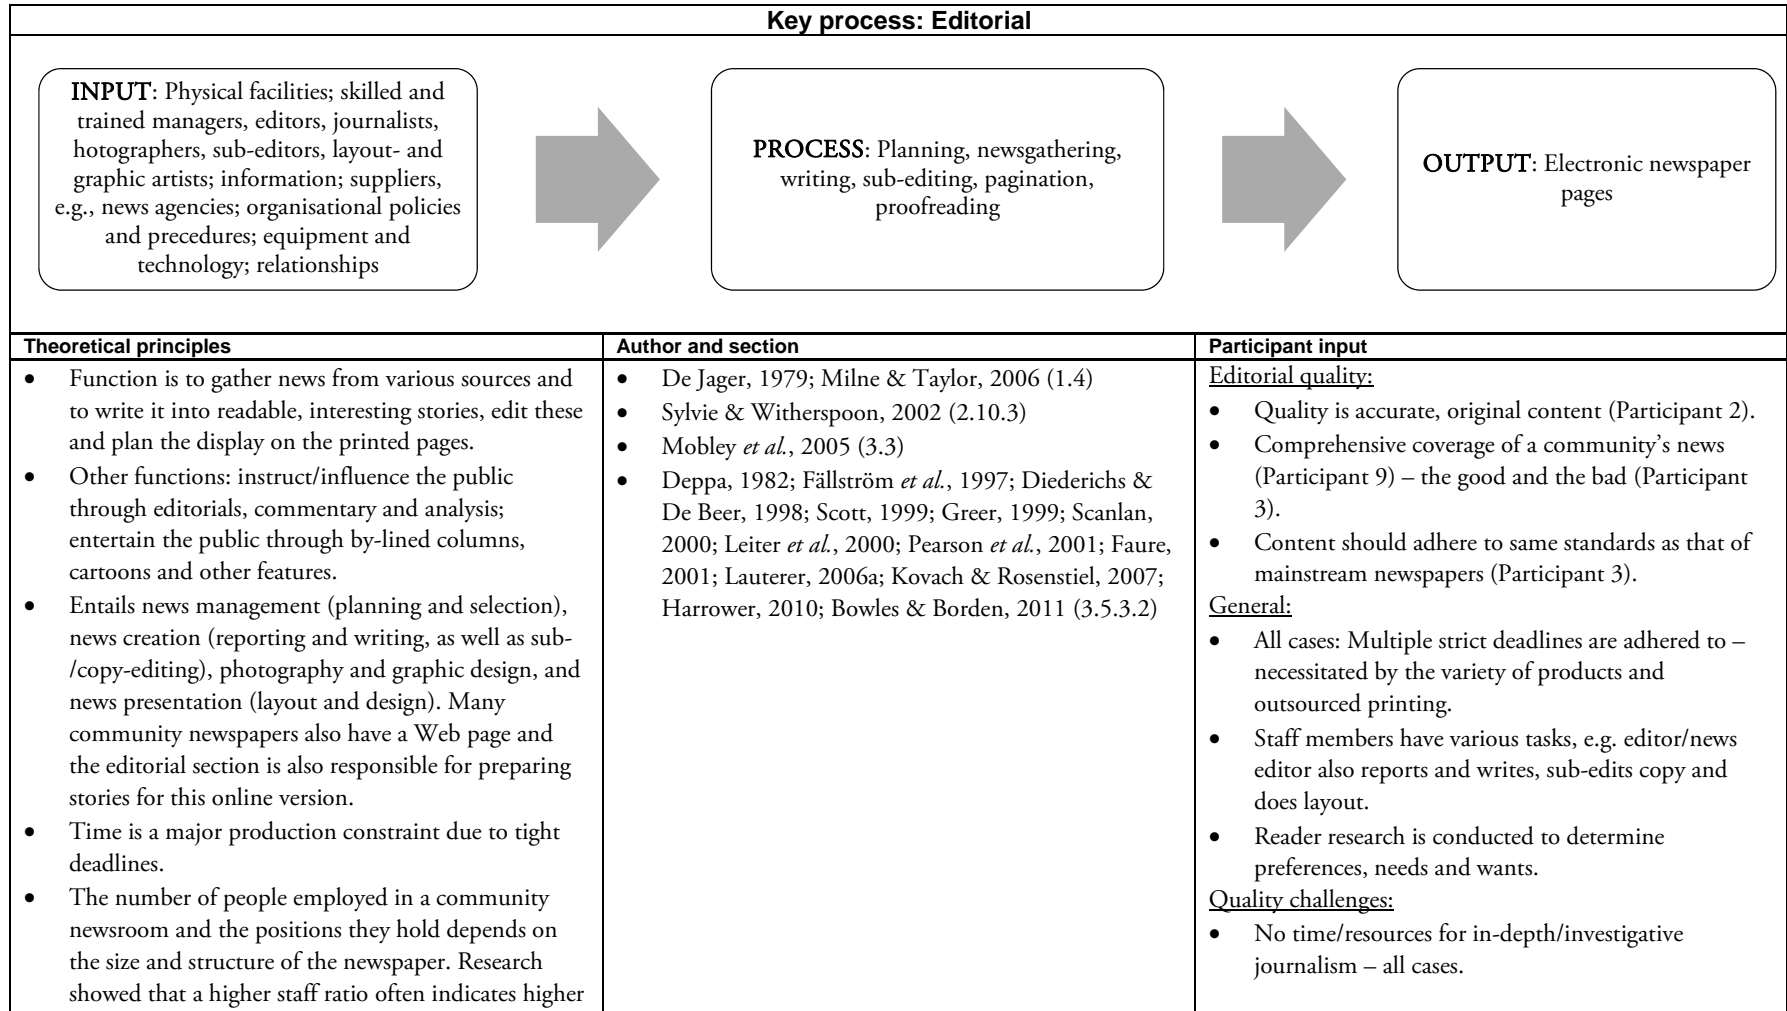 Key process: Editorial
INPUT: Physical facilities; skilled and
trained managers, editors, journalists,
hotographers, sub-editors, layout- and
graphic artists; information; suppliers,
e.g., news agencies; organisational policies
and precedures; equipment and
technology; relationships
PROCESS: Planning, newsgathering,
writing, sub-editing, pagination,
proofreading
OUTPUT: Electronic newspaper
pages
Theoretical principles
• Function is to gather news from various sources and
to write it into readable, interesting stories, edit these
and plan the display on the printed pages.
• Other functions: instruct/influence the public
through editorials, commentary and analysis;
entertain the public through by-lined columns,
cartoons and other features.
• Entails news management (planning and selection),
news creation (reporting and writing, as well as sub-
/copy-editing), photography and graphic design, and
news presentation (layout and design). Many
community newspapers also have a Web page and
the editorial section is also responsible for preparing
stories for this online version.
• Time is a major production constraint due to tight
deadlines.
• The number of people employed in a community
newsroom and the positions they hold depends on
the size and structure of the newspaper. Research
showed that a higher staff ratio often indicates higher
Author and section
• De Jager, 1979; Milne & Taylor, 2006 (1.4)
• Sylvie & Witherspoon, 2002 (2.10.3)
• Mobley et al., 2005 (3.3)
• Deppa, 1982; Fällström et al., 1997; Diederichs &
De Beer, 1998; Scott, 1999; Greer, 1999; Scanlan,
2000; Leiter et al., 2000; Pearson et al., 2001; Faure,
2001; Lauterer, 2006a; Kovach & Rosenstiel, 2007;
Harrower, 2010; Bowles & Borden, 2011 (3.5.3.2)
Participant input
Editorial quality:
• Quality is accurate, original content (Participant 2).
• Comprehensive coverage of a community’s news
(Participant 9) – the good and the bad (Participant
3).
• Content should adhere to same standards as that of
mainstream newspapers (Participant 3).
General:
• All cases: Multiple strict deadlines are adhered to –
necessitated by the variety of products and
outsourced printing.
• Staff members have various tasks, e.g. editor/news
editor also reports and writes, sub-edits copy and
does layout.
• Reader research is conducted to determine
preferences, needs and wants.
Quality challenges:
• No time/resources for in-depth/investigative
journalism – all cases.